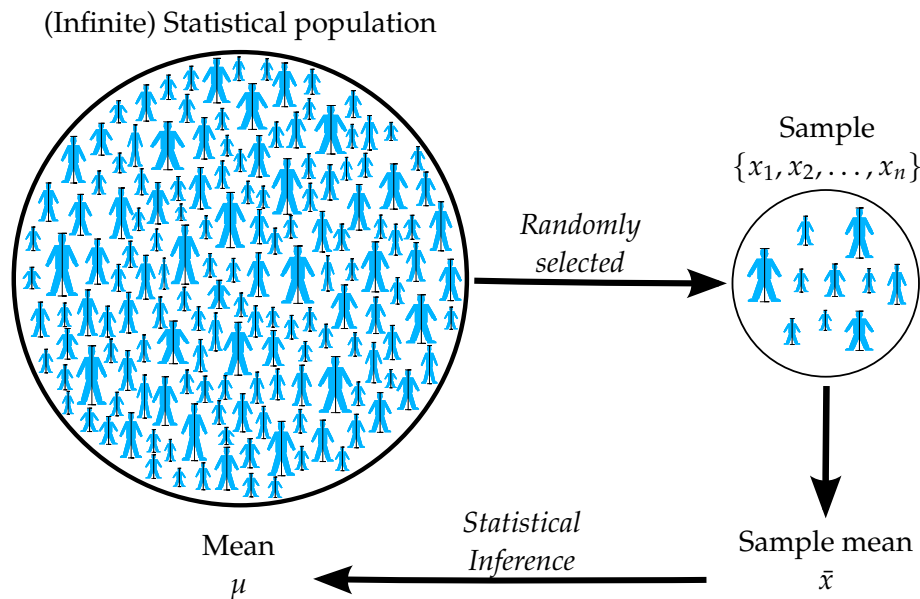 (Infinite) Statistical population
Sample
{x₁, x₂, . . . , xₙ}
Randomly
selected
Statistical
Inference
Mean
μ
Sample mean
x̄